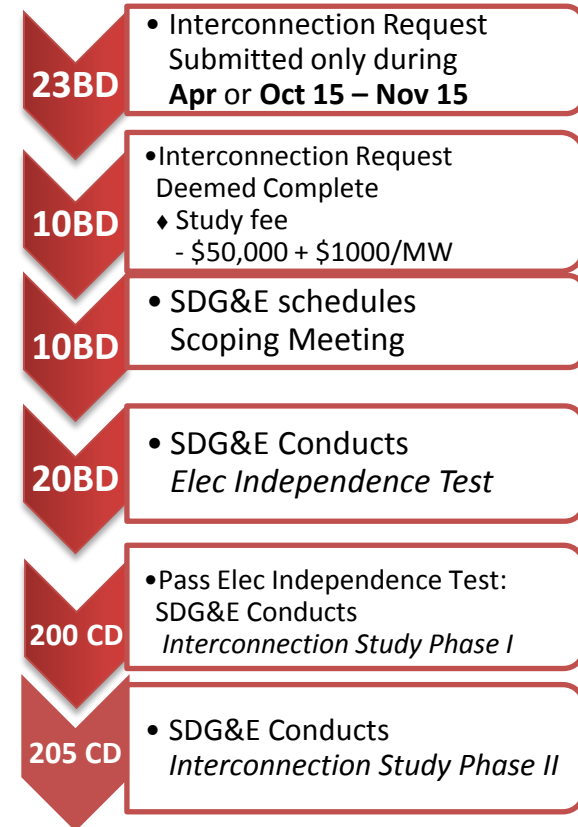 23BD
• Interconnection Request
Submitted only during
Apr or Oct 15 – Nov 15
10BD
•Interconnection Request
Deemed Complete
♦ Study fee
- $50,000 + $1000/MW
10BD
• SDG&E schedules
Scoping Meeting
20BD
• SDG&E Conducts
Elec Independence Test
200 CD
•Pass Elec Independence Test:
SDG&E Conducts
Interconnection Study Phase I
205 CD
• SDG&E Conducts
Interconnection Study Phase II